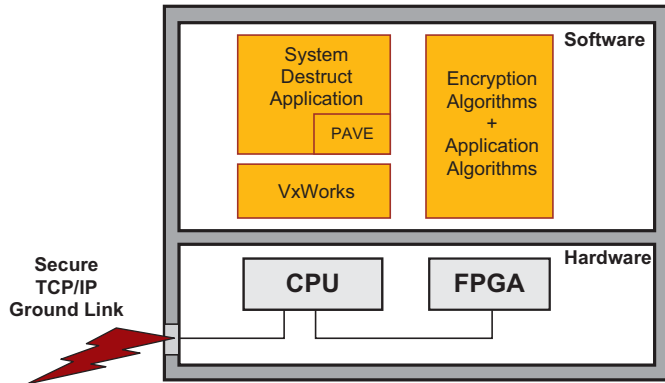 Software
System
Destruct
Application
PAVE
VxWorks
Encryption
Algorithms
+
Application
Algorithms
Hardware
CPU
FPGA
Secure
TCP/IP
Ground Link